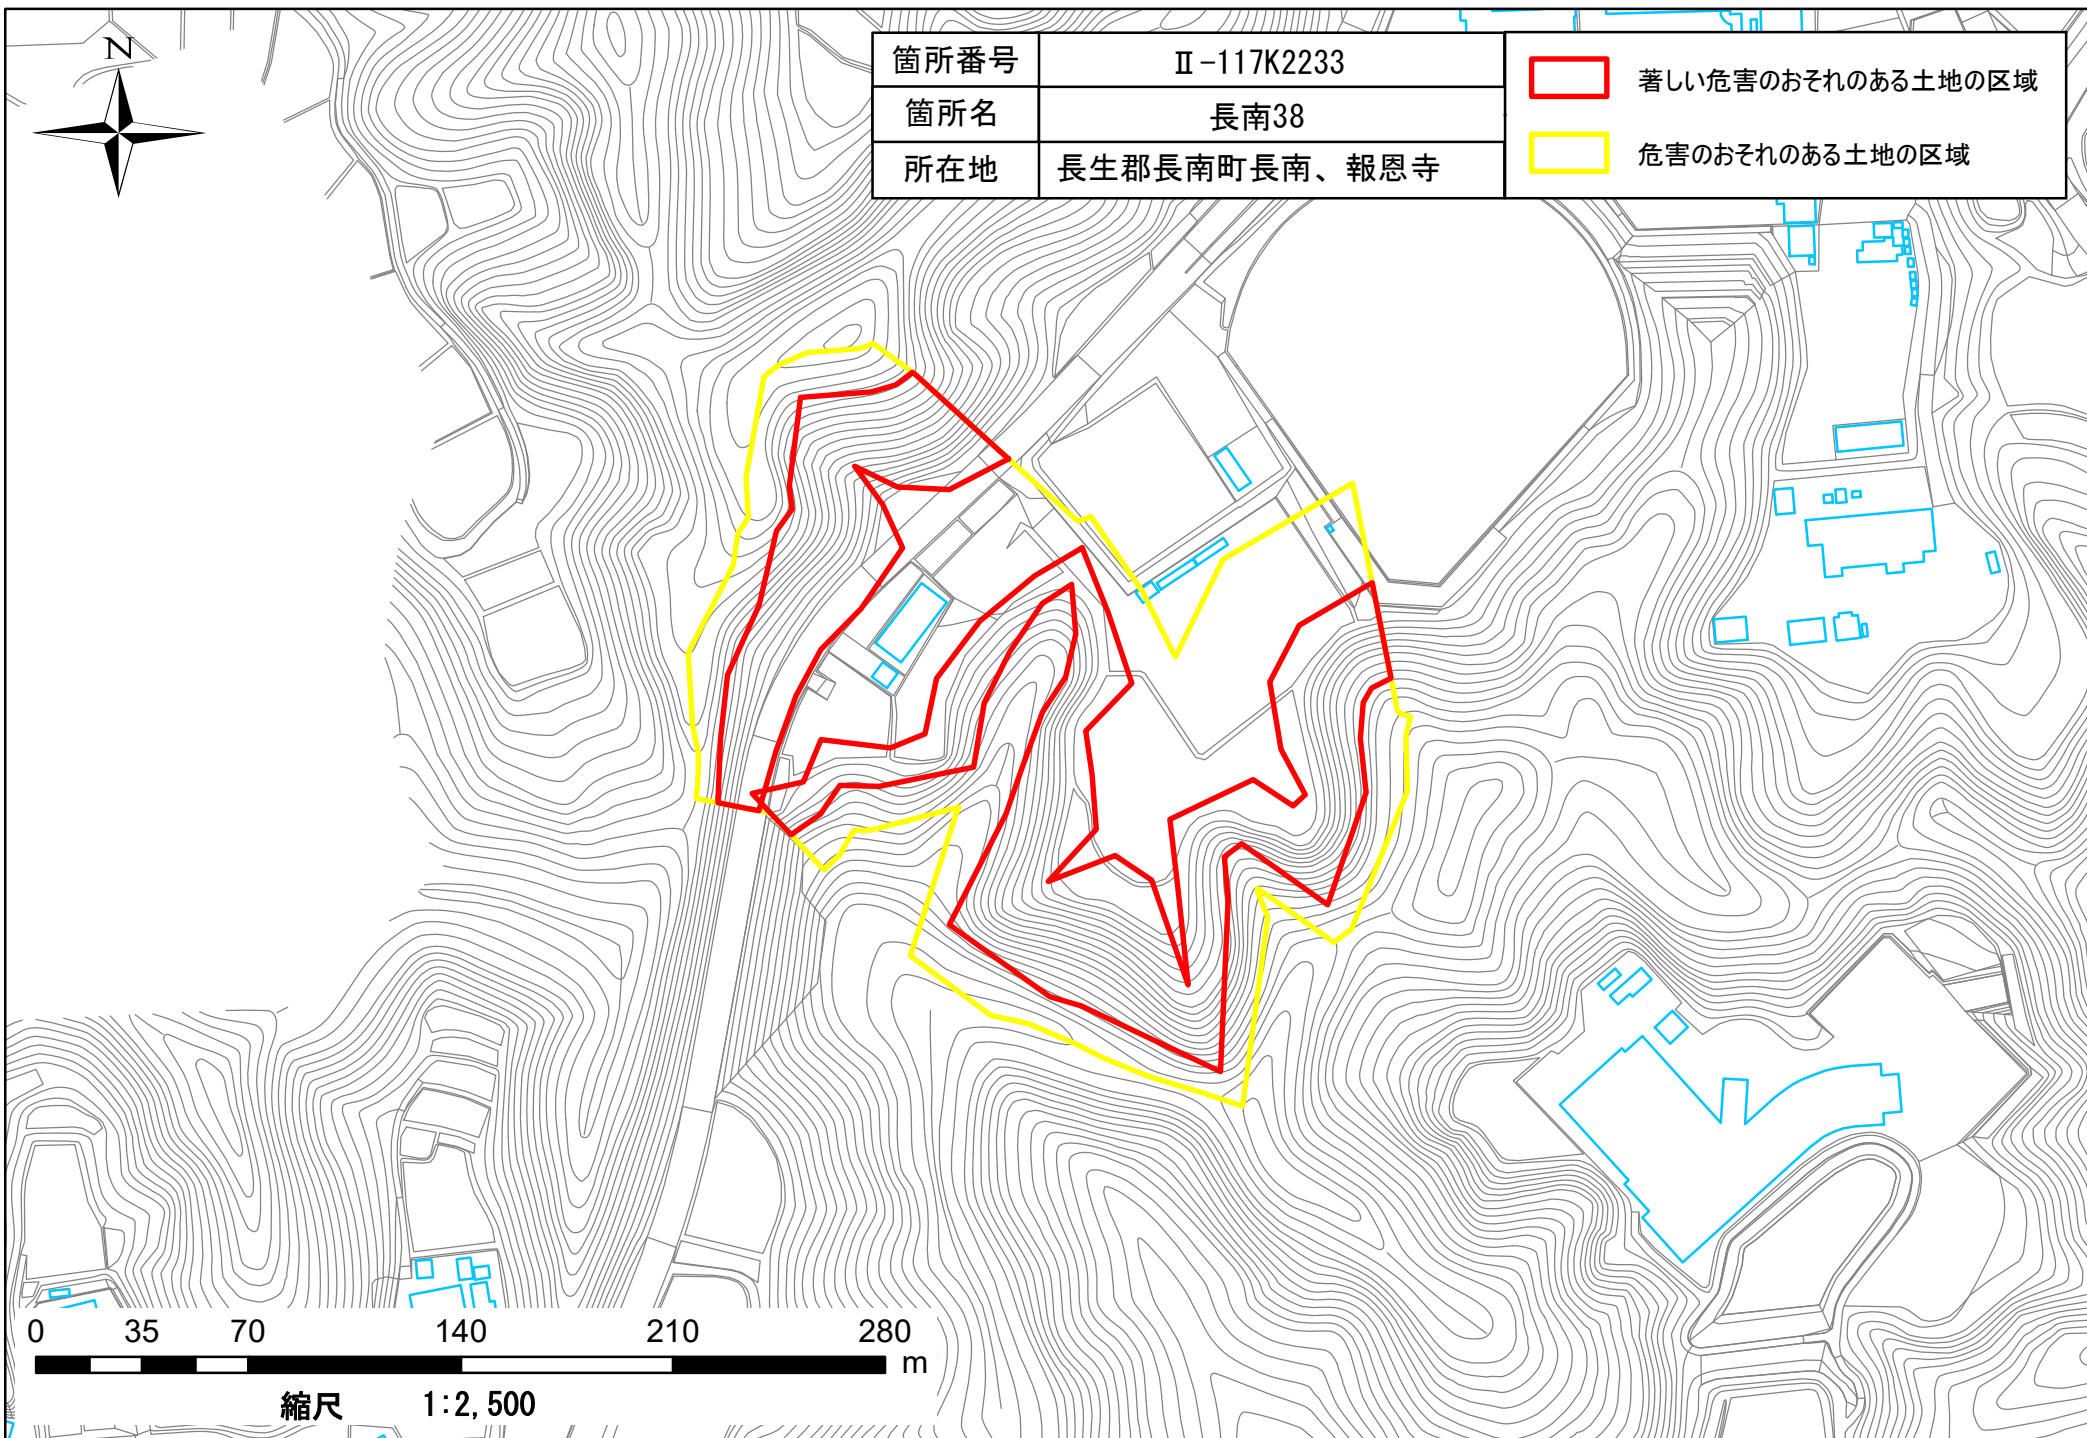 N
箇所番号 Ⅱ-117K2233
箇所名 長南38
所在地 長生郡長南町長南、報恩寺
著しい危害のおそれのある土地の区域
危害のおそれのある土地の区域
0 35 70 140 210 280
m
縮尺 1:2,500